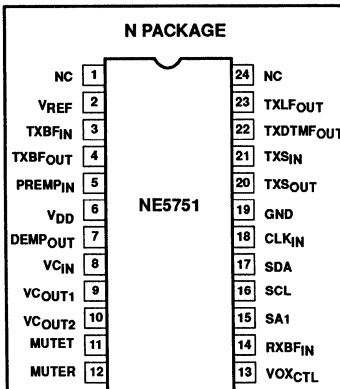 N PACKAGE
NC 1 24 NC
VREF 2 23 TXLFOUT
TXBFIN 3 22 TXDTMFOUT
TXBFOUT 4 21 TXSIN
PREMPIN 5 20 TXSOUT
VDD 6 19 GND
NE5751
DEMPOUT 7 18 CLKIN
VCIN 8 17 SDA
VCOUT1 9 16 SCL
VCOUT2 10 15 SA1
MUTET 11 14 RXBFIN
MUTER 12 13 VOXCTL